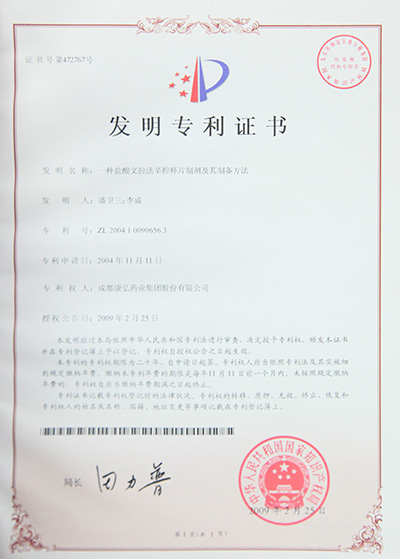 证书号第472767号
发明专利证书
发明名称:一种盐酸文拉法辛控释片制剂及其制备方法
发明人:潘卫三;李威
专利号:ZL 2004 1 0090656.3
专利申请日:2004年11月11日
专利权人:成都康弘药业集团股份有限公司
授权公告日:2009年2月25日
本发明经过本局依照中华人民共和国专利法进行审查,决定授予专利权,颁发本证书
并在专利登记簿上予以登记。专利权自授权公告之日起生效。
本专利的专利权期限为二十年,自申请日起算。专利权人应当依照专利法及其实施细
则规定缴纳年费。缴纳本专利年费的期限是每年11月11日前一个月内。未按照规定缴纳
年费的,专利权自应当缴纳年费期满之日起终止。
专利证书记载专利权登记时的法律状况。专利权的转移、质押、无效、终止、恢复和
专利权人的姓名或名称、国籍、地址变更等事项记载在专利登记簿上。
局长 田力普
中华人民共和国国家知识产权局
2009年2月25日
第1页(共1页)